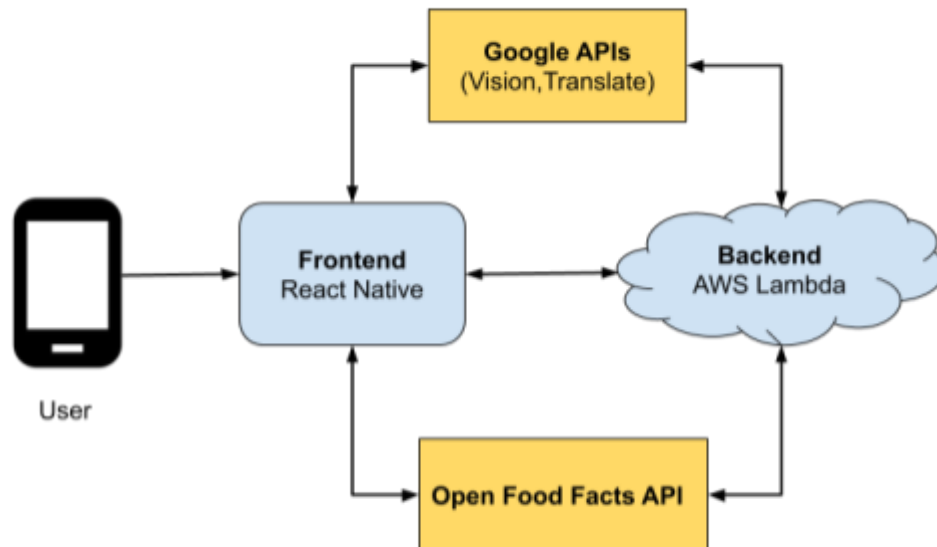 Google APIs
(Vision,Translate)
Frontend
React Native
Backend
AWS Lambda
User
Open Food Facts API